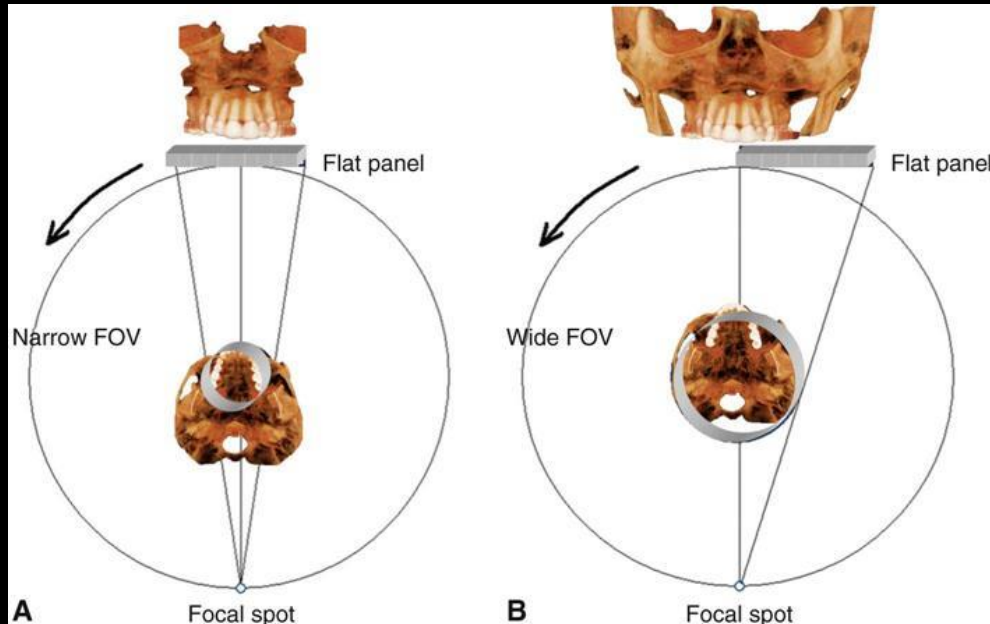 Flat panel
Narrow FOV
A
Focal spot
Flat panel
Wide FOV
B
Focal spot